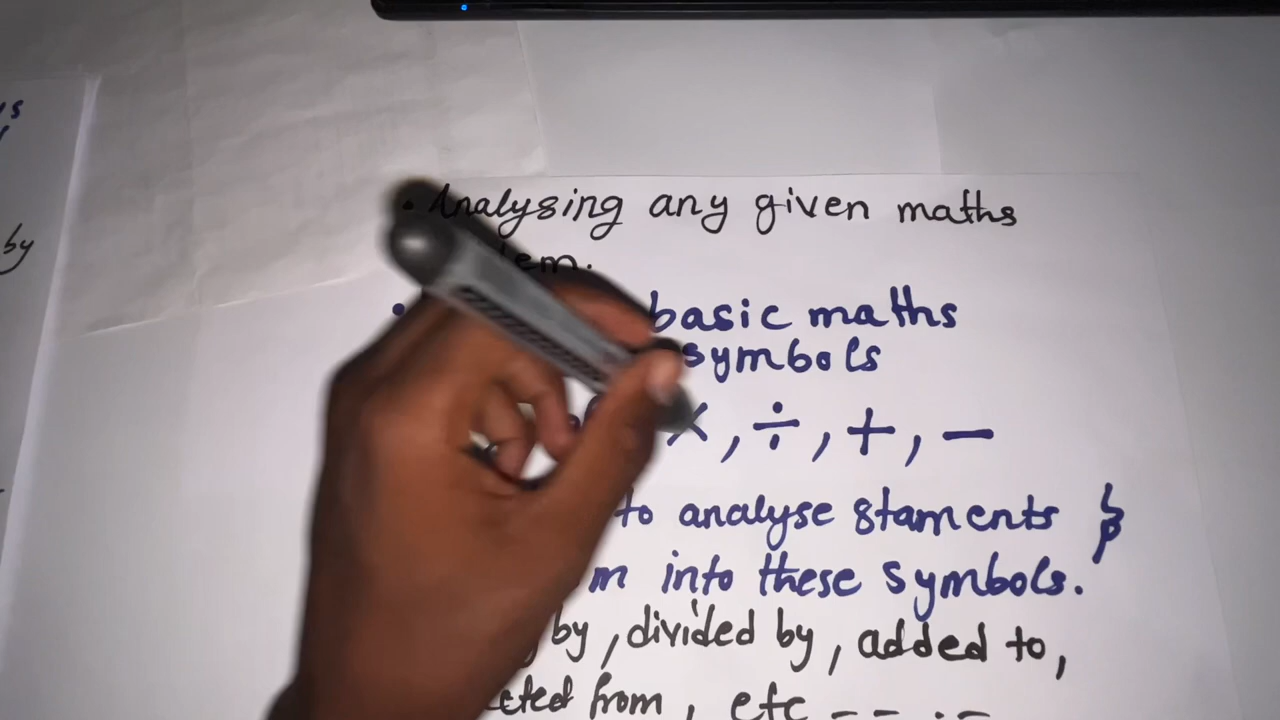 • Analysing any given maths
• basic maths
symbols
×, ÷, +, −
to analyse staments &
into these symbols.
by, divided by, added to,
from, etc - - . -
by